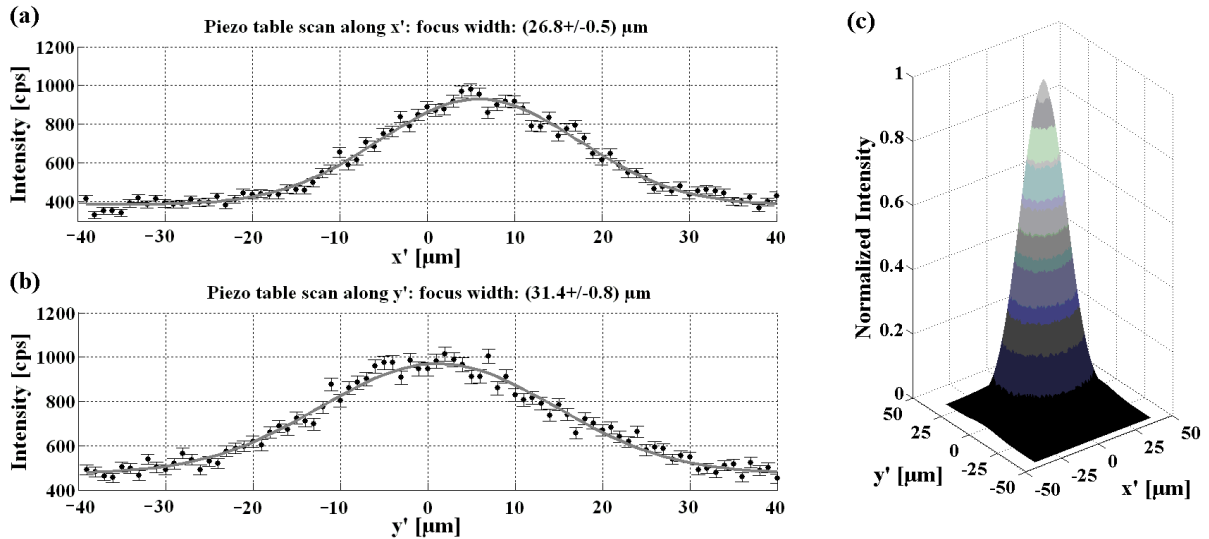 (a)
Piezo table scan along x': focus width: (26.8+/-0.5) μm
1200
1000
800
600
400
Intensity [cps]
−40 −30 −20 −10 0 10 20 30 40
x' [μm]
(b)
Piezo table scan along y': focus width: (31.4+/-0.8) μm
1200
1000
800
600
400
Intensity [cps]
−40 −30 −20 −10 0 10 20 30 40
y' [μm]
(c)
1
0.8
0.6
0.4
0.2
0
Normalized Intensity
50
25
0
-25
-50
y' [μm]
-50
-25
0
25
50
x' [μm]